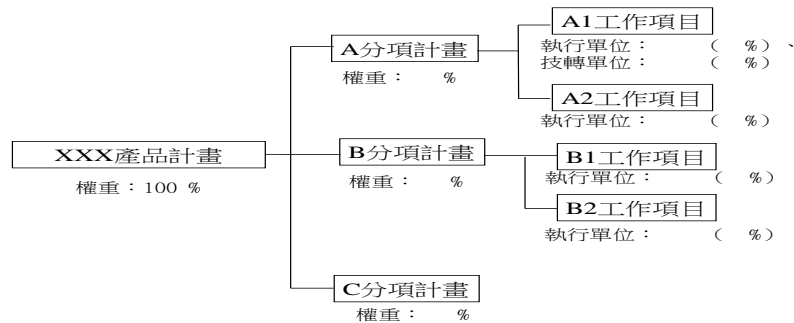 A1工作項目
A分項計畫
執行單位：　　　（　%）、
技轉單位：　　　（　%）
權重：　%
A2工作項目
執行單位：　　　（　%）
XXX產品計畫
B分項計畫
B1工作項目
權重：100 %
權重：　%
執行單位：　　　（　%）
B2工作項目
執行單位：　　　（　%）
C分項計畫
權重：　%